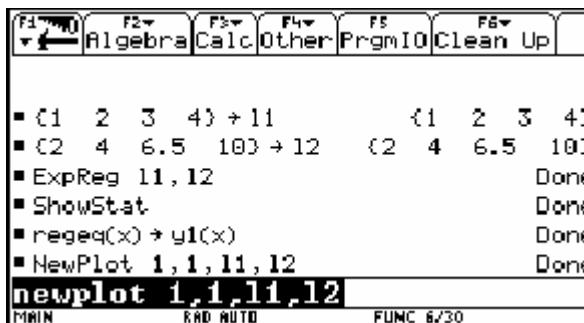 F1 F2 Algebra F3 Calc F4 Other F5 PrgmIO F6 Clean Up
▪ {1 2 3 4} → l1 {1 2 3 4}
▪ {2 4 6.5 10} → l2 {2 4 6.5 10}
▪ ExpReg l1,l2 Done
▪ ShowStat Done
▪ regeq(x) → y1(x) Done
▪ NewPlot 1,1,l1,l2 Done
newplot 1,1,l1,l2
MAIN RAD AUTO FUNC 6/30